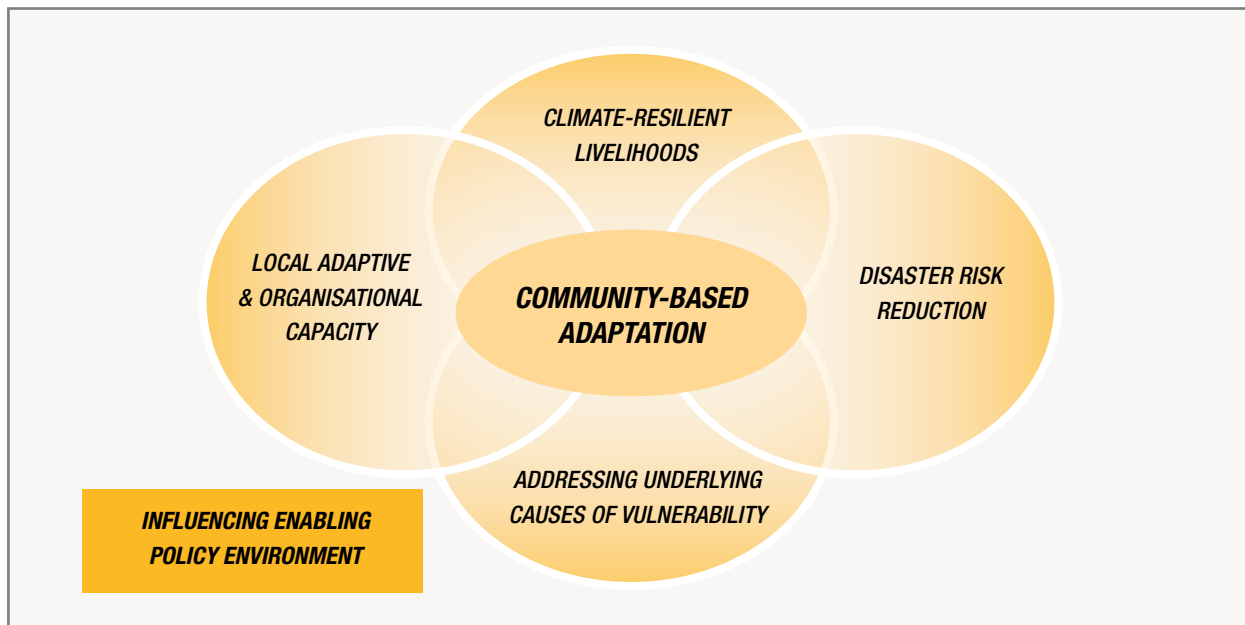 CLIMATE-RESILIENT
LIVELIHOODS
LOCAL ADAPTIVE
& ORGANISATIONAL
CAPACITY
COMMUNITY-BASED
ADAPTATION
DISASTER RISK
REDUCTION
ADDRESSING UNDERLYING
CAUSES OF VULNERABILITY
INFLUENCING ENABLING
POLICY ENVIRONMENT